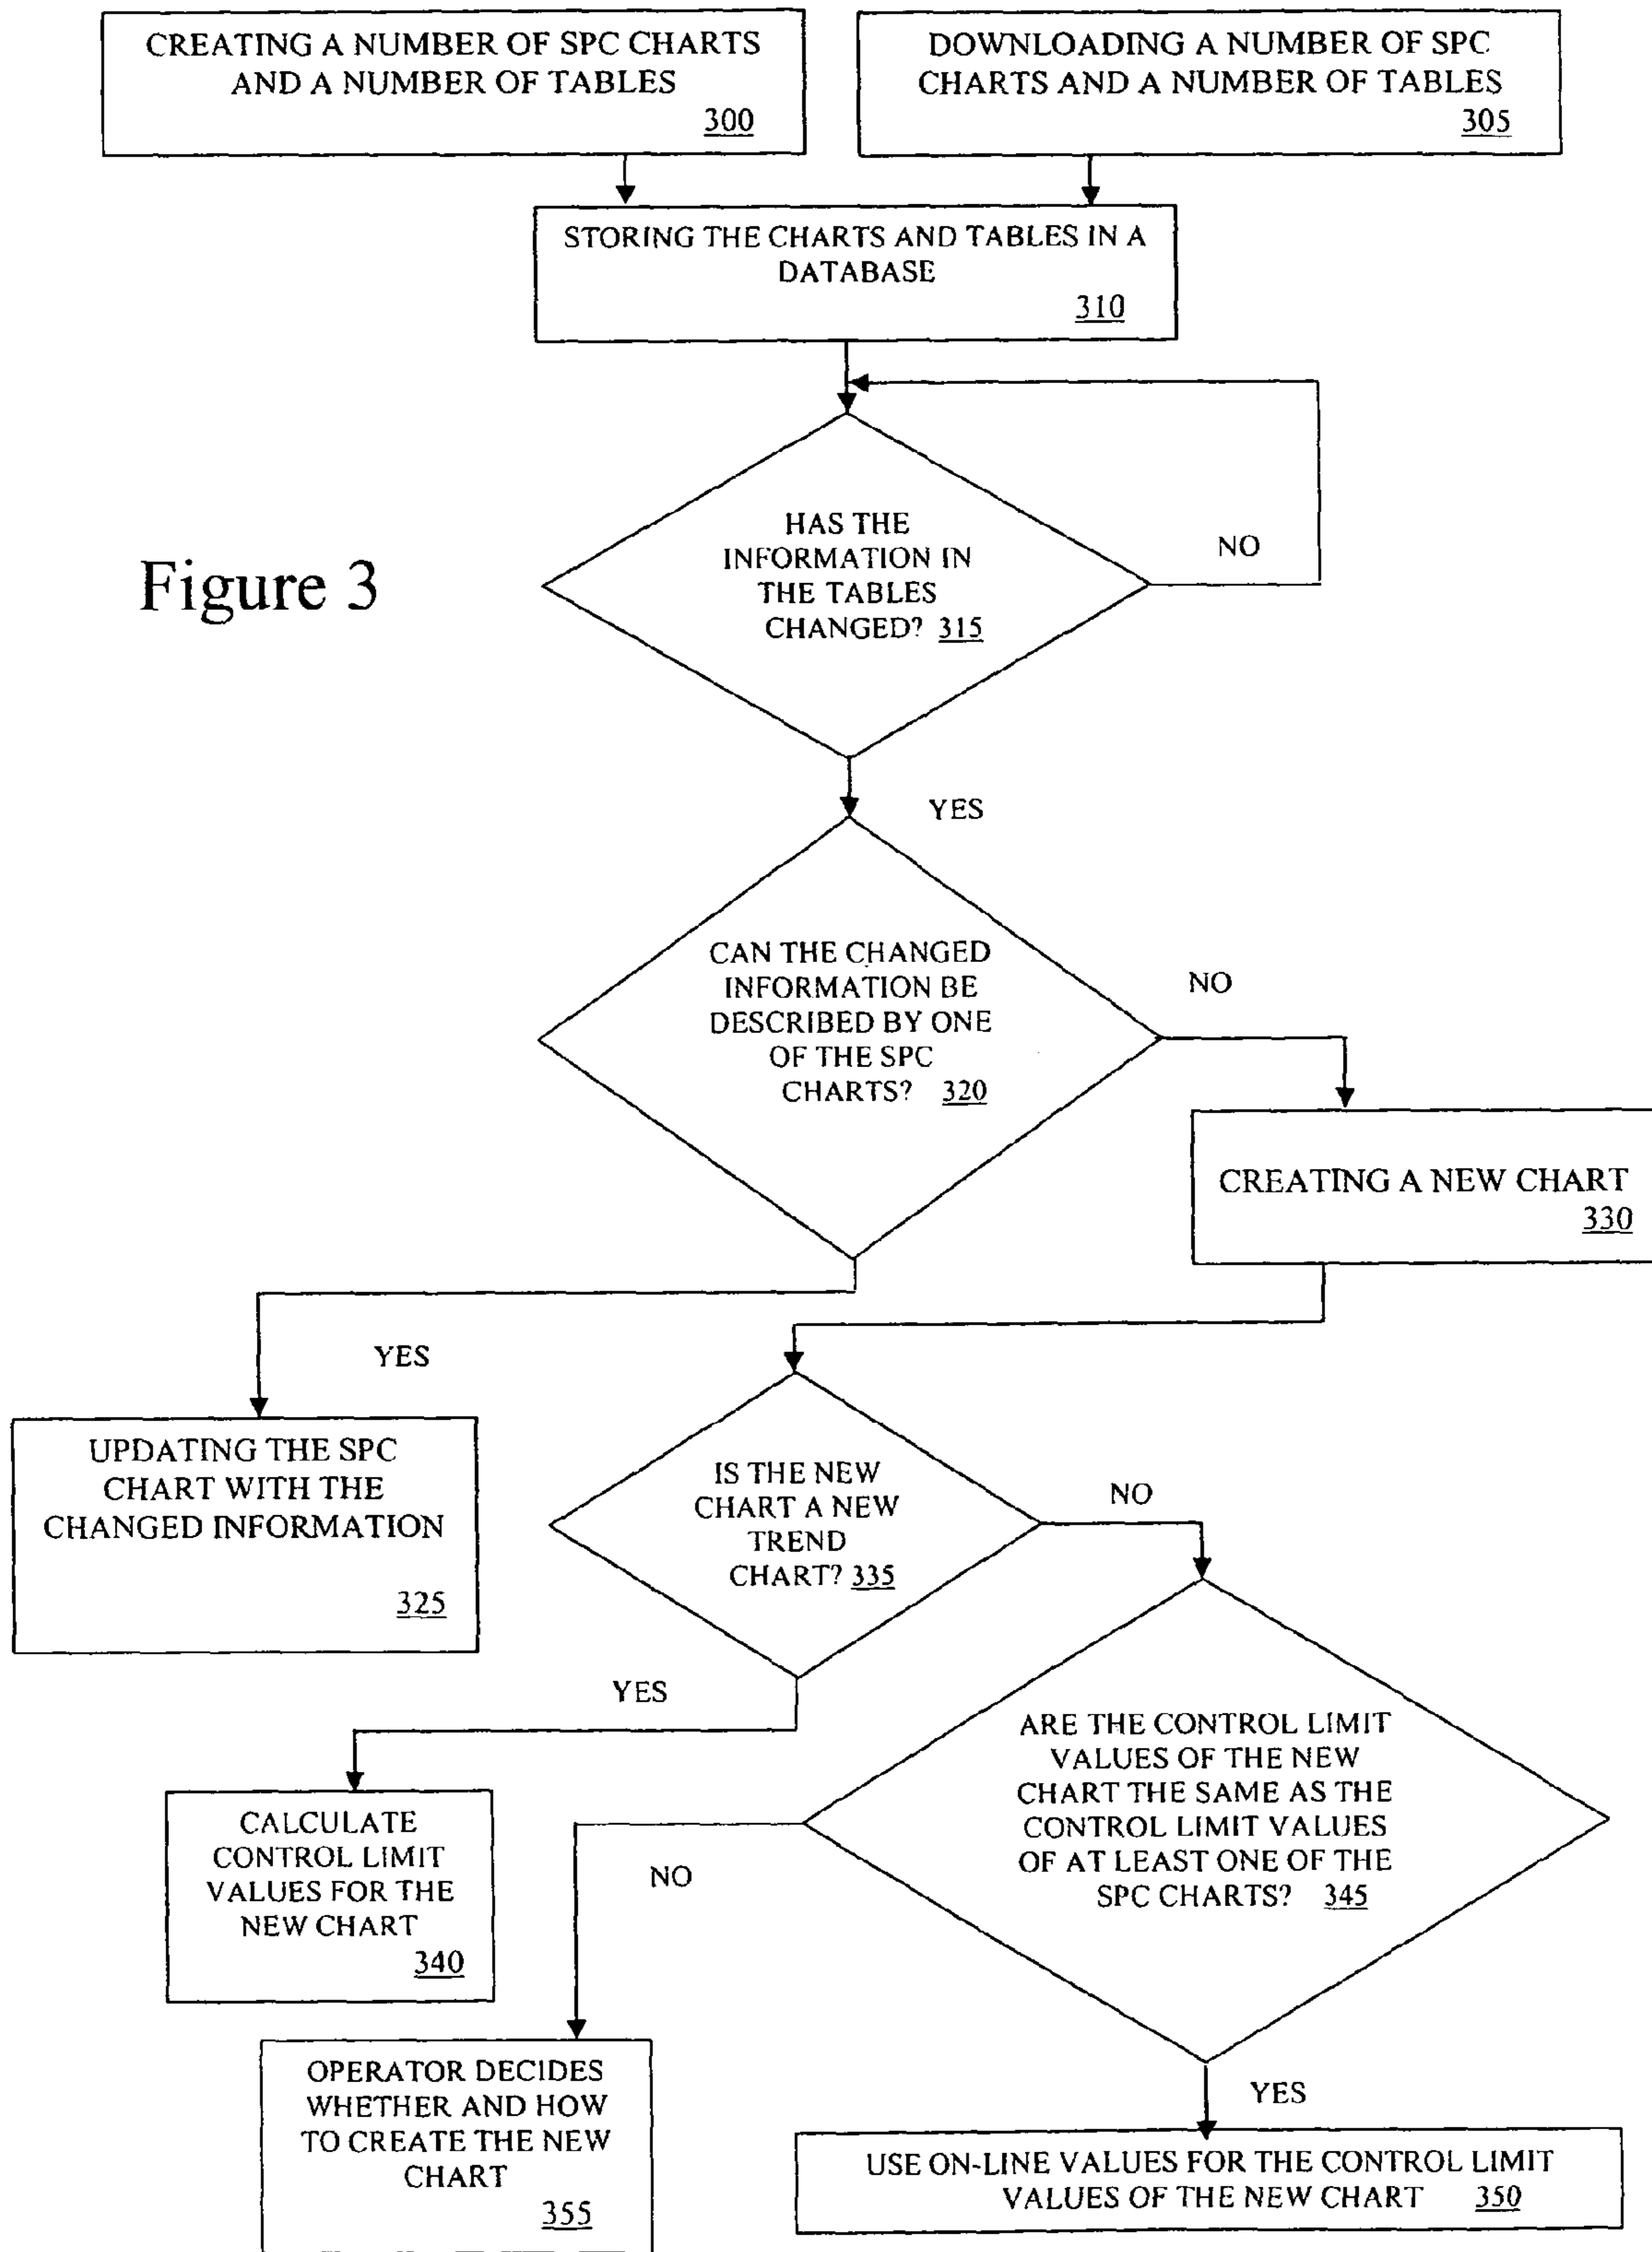 CREATING A NUMBER OF SPC CHARTS
AND A NUMBER OF TABLES
300
DOWNLOADING A NUMBER OF SPC
CHARTS AND A NUMBER OF TABLES
305
STORING THE CHARTS AND TABLES IN A
DATABASE
310
Figure 3
HAS THE
INFORMATION IN
THE TABLES
CHANGED? 315
NO
YES
CAN THE CHANGED
INFORMATION BE
DESCRIBED BY ONE
OF THE SPC
CHARTS? 320
NO
CREATING A NEW CHART
330
YES
UPDATING THE SPC
CHART WITH THE
CHANGED INFORMATION
325
IS THE NEW
CHART A NEW
TREND
CHART? 335
NO
YES
CALCULATE
CONTROL LIMIT
VALUES FOR THE
NEW CHART
340
ARE THE CONTROL LIMIT
VALUES OF THE NEW
CHART THE SAME AS THE
CONTROL LIMIT VALUES
OF AT LEAST ONE OF THE
SPC CHARTS? 345
NO
OPERATOR DECIDES
WHETHER AND HOW
TO CREATE THE NEW
CHART
355
YES
USE ON-LINE VALUES FOR THE CONTROL LIMIT
VALUES OF THE NEW CHART 350